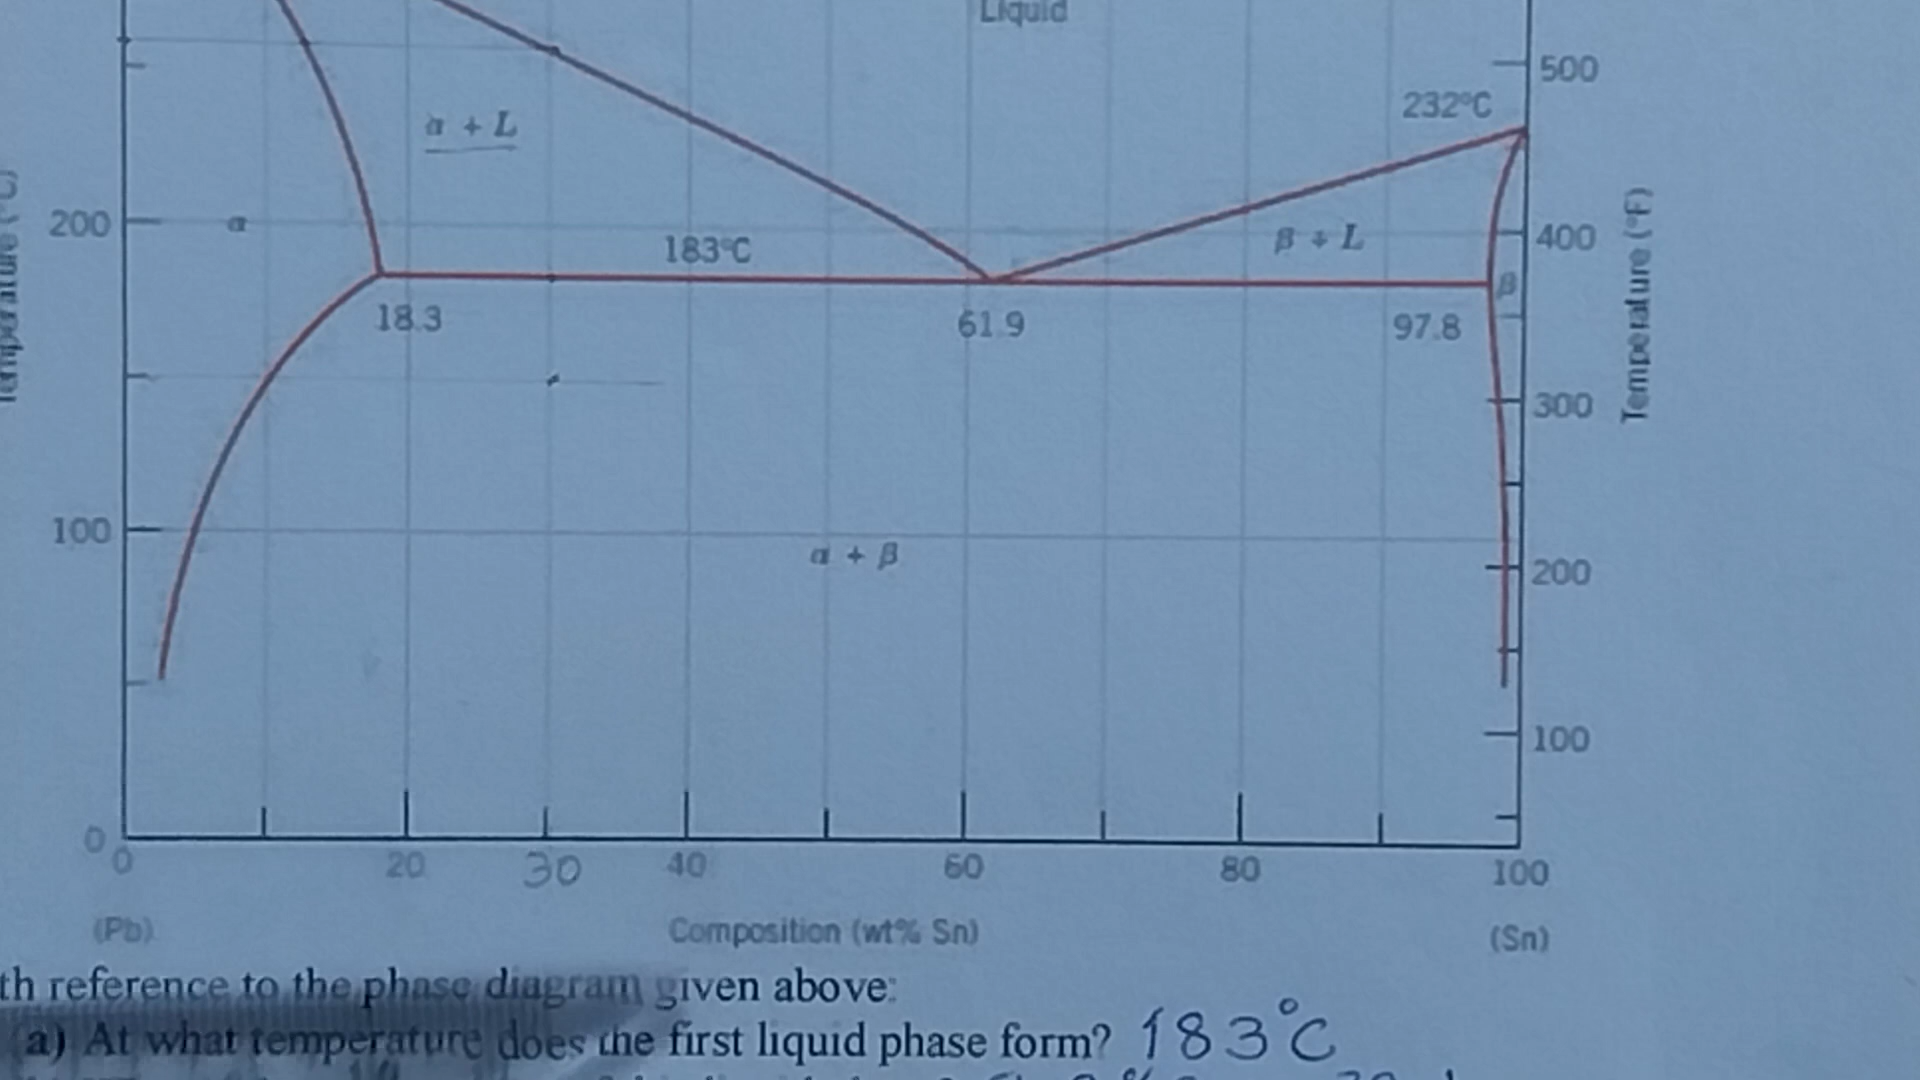 Liquid
500
232°C
α + L
200
α
183°C
β + L
400
Temperature (°F)
β
18.3
61.9
97.8
300
100
α + β
200
100
0
0
20
30
40
60
80
100
(Pb)
Composition (wt% Sn)
(Sn)
th reference to the phase diagram given above:
a) At what temperature does the first liquid phase form? 183°C